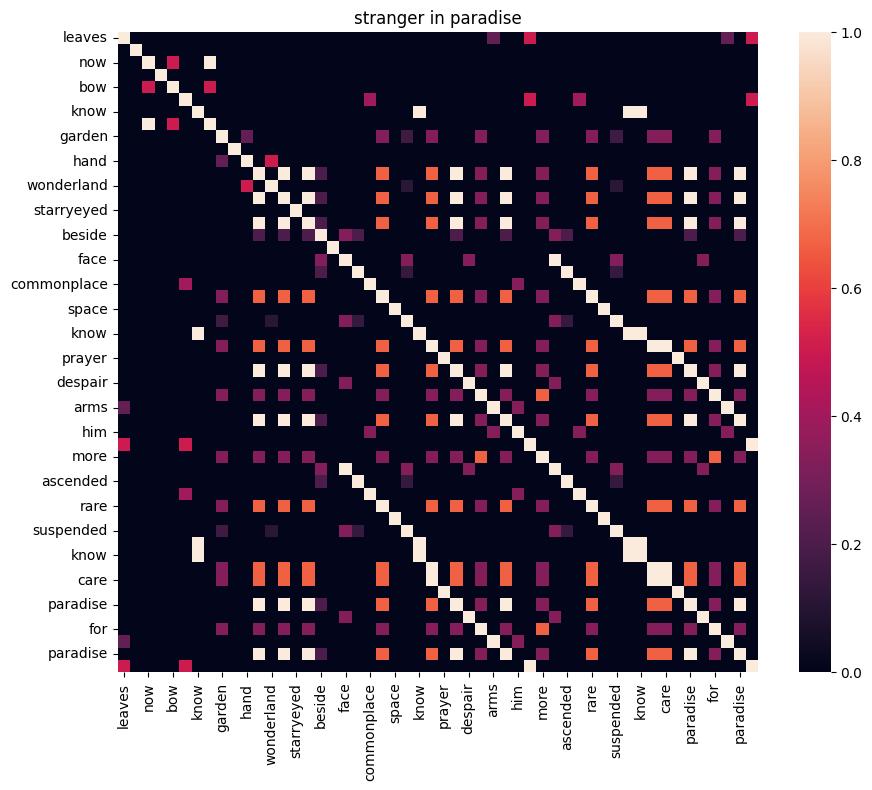 stranger in paradise
leaves
now
bow
know
garden
hand
wonderland
starryeyed
beside
face
commonplace
space
know
prayer
despair
arms
him
more
ascended
rare
suspended
know
care
paradise
for
paradise
1.0
0.8
0.6
0.4
0.2
0.0
leaves
now
bow
know
garden
hand
wonderland
starryeyed
beside
face
commonplace
space
know
prayer
despair
arms
him
more
ascended
rare
suspended
know
care
paradise
for
paradise